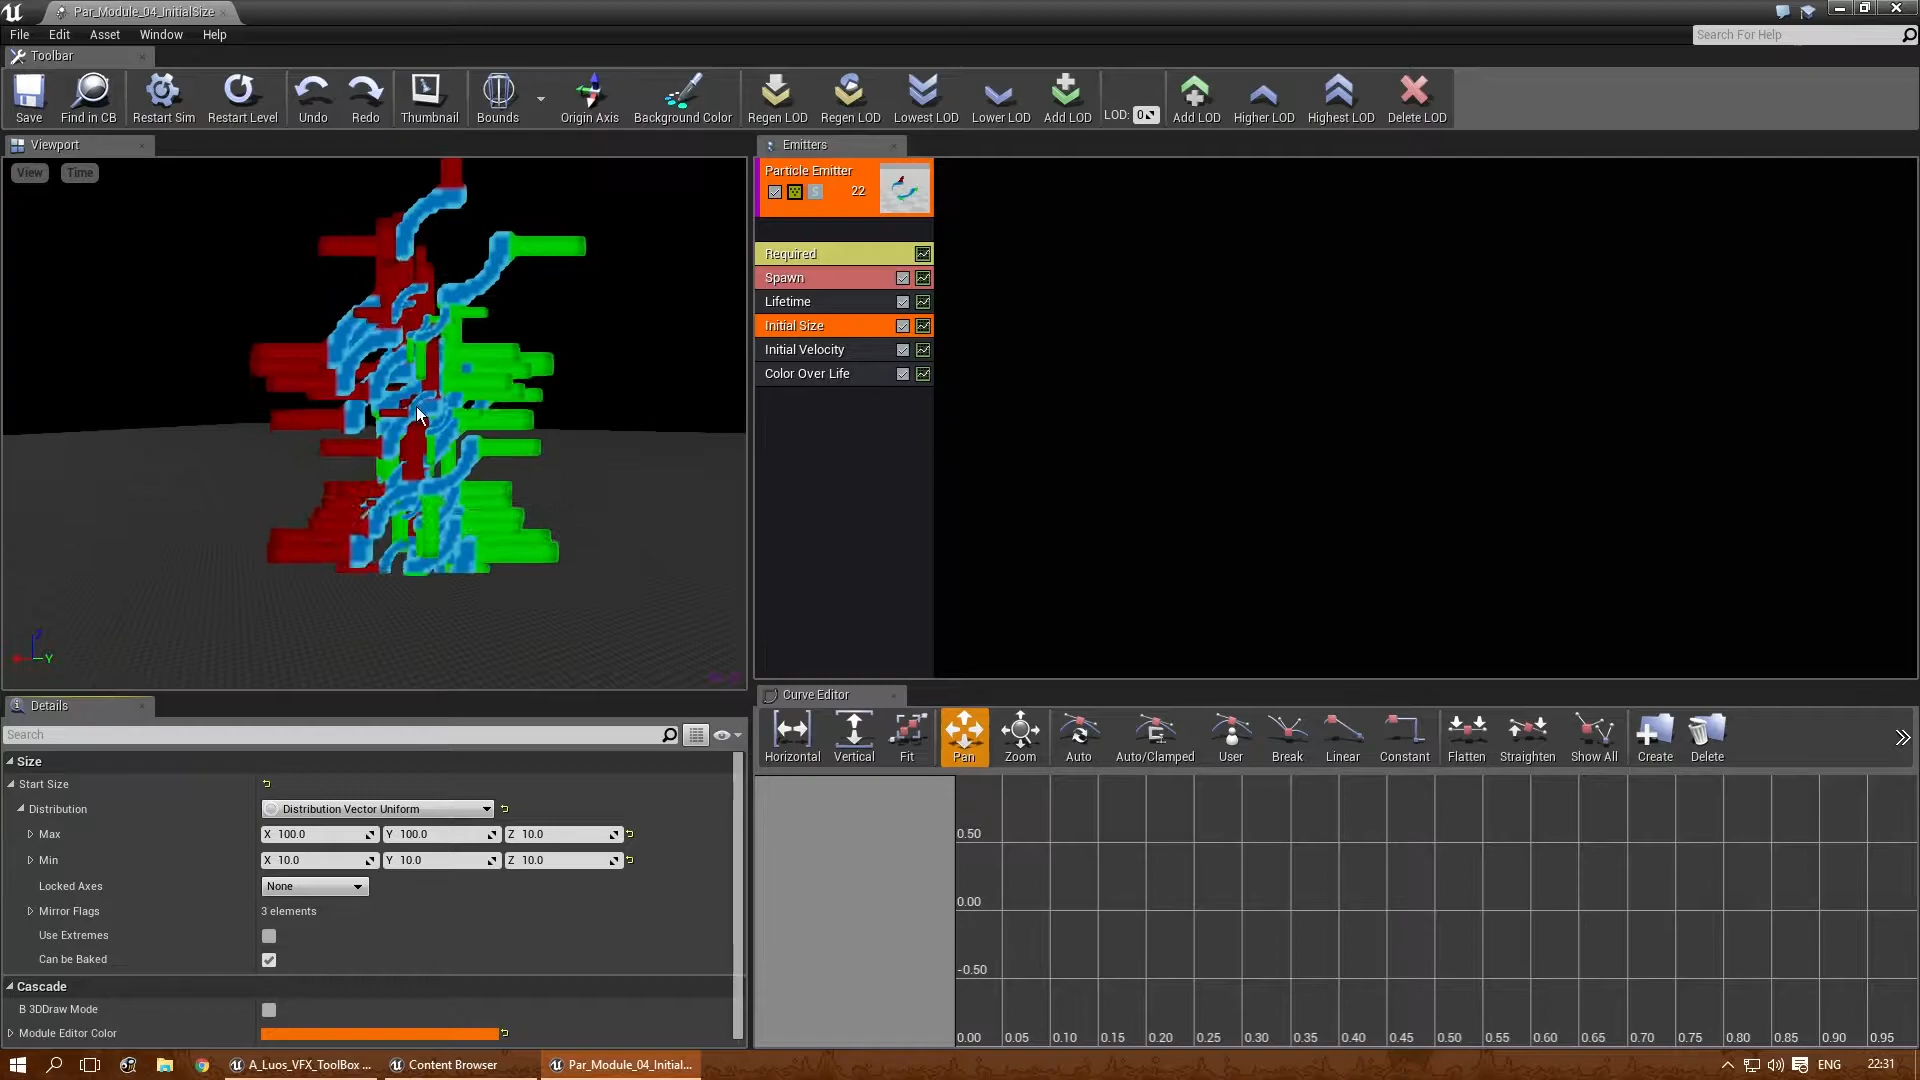 Par_Module_04_InitialSize
File Edit Asset Window Help
Search For Help
Toolbar
Save Find in CB Restart Sim Restart Level Undo Redo Thumbnail Bounds Origin Axis Background Color Regen LOD Regen LOD Lowest LOD Lower LOD Add LOD LOD: 0 Add LOD Higher LOD Highest LOD Delete LOD
Viewport
View Time
Y
Emitters
Particle Emitter
S 22
Required
Spawn
Lifetime
Initial Size
Initial Velocity
Color Over Life
Details
Search
Size
Start Size
Distribution Distribution Vector Uniform
Max X 100.0 Y 100.0 Z 10.0
Min X 10.0 Y 10.0 Z 10.0
Locked Axes None
Mirror Flags 3 elements
Use Extremes
Can be Baked
Cascade
B 3DDraw Mode
Module Editor Color
Curve Editor
Horizontal Vertical Fit Pan Zoom Auto Auto/Clamped User Break Linear Constant Flatten Straighten Show All Create Delete
0.50
0.00
-0.50
0.00 0.05 0.10 0.15 0.20 0.25 0.30 0.35 0.40 0.45 0.50 0.55 0.60 0.65 0.70 0.75 0.80 0.85 0.90 0.95
A_Luos_VFX_ToolBox ... Content Browser Par_Module_04_Initial... ENG 22:31